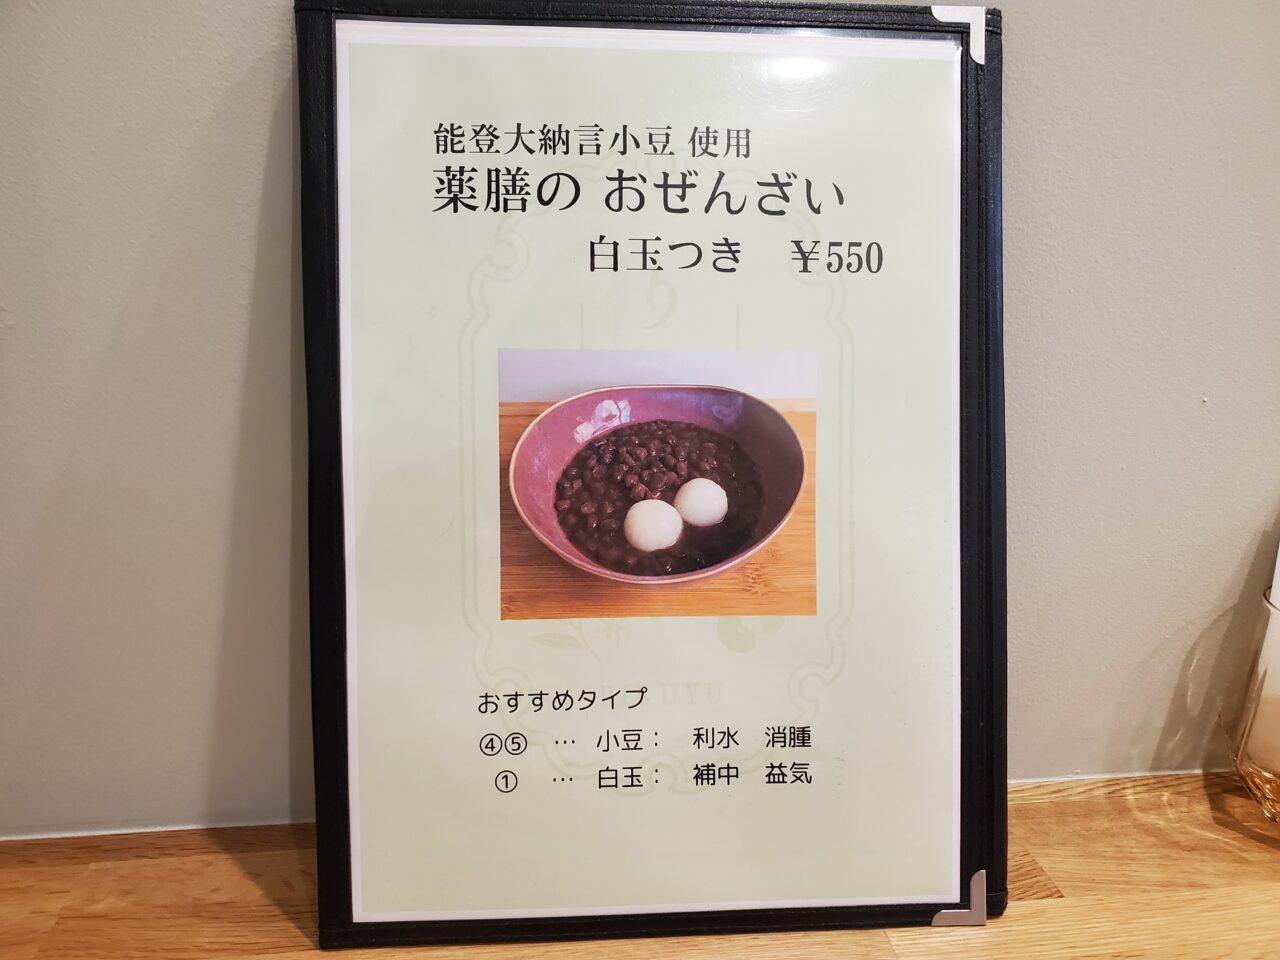 能登大納言小豆 使用
薬膳の おぜんざい
白玉つき ￥550
おすすめタイプ
④⑤ … 小豆： 利水 消腫
① … 白玉： 補中 益気